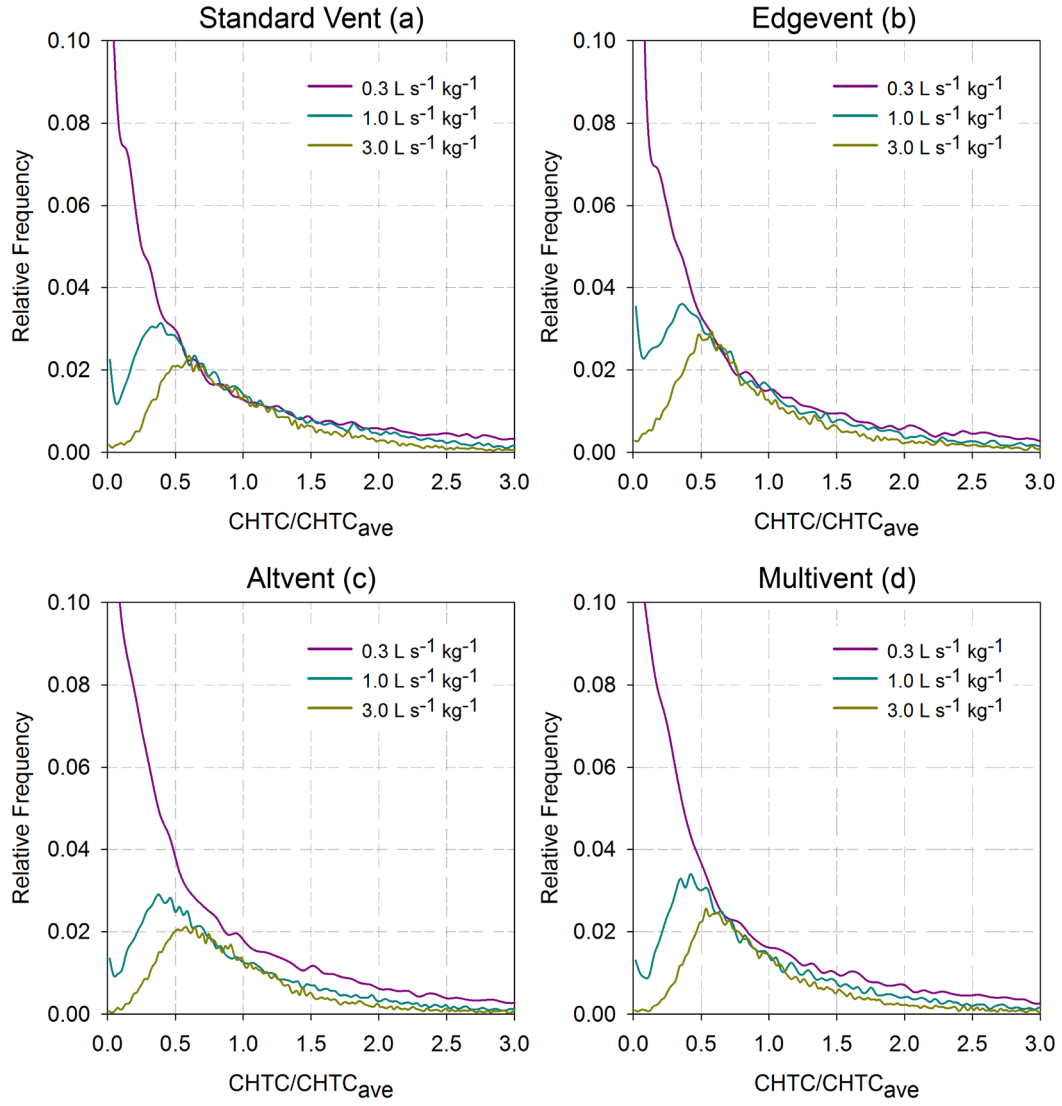 Standard Vent (a)
0.10
0.08
0.06
0.04
0.02
0.00
Relative Frequency
0.3 L s⁻¹ kg⁻¹
1.0 L s⁻¹ kg⁻¹
3.0 L s⁻¹ kg⁻¹
0.0 0.5 1.0 1.5 2.0 2.5 3.0
CHTC/CHTCave
Edgevent (b)
0.10
0.08
0.06
0.04
0.02
0.00
Relative Frequency
0.3 L s⁻¹ kg⁻¹
1.0 L s⁻¹ kg⁻¹
3.0 L s⁻¹ kg⁻¹
0.0 0.5 1.0 1.5 2.0 2.5 3.0
CHTC/CHTCave
Altvent (c)
0.10
0.08
0.06
0.04
0.02
0.00
Relative Frequency
0.3 L s⁻¹ kg⁻¹
1.0 L s⁻¹ kg⁻¹
3.0 L s⁻¹ kg⁻¹
0.0 0.5 1.0 1.5 2.0 2.5 3.0
CHTC/CHTCave
Multivent (d)
0.10
0.08
0.06
0.04
0.02
0.00
Relative Frequency
0.3 L s⁻¹ kg⁻¹
1.0 L s⁻¹ kg⁻¹
3.0 L s⁻¹ kg⁻¹
0.0 0.5 1.0 1.5 2.0 2.5 3.0
CHTC/CHTCave